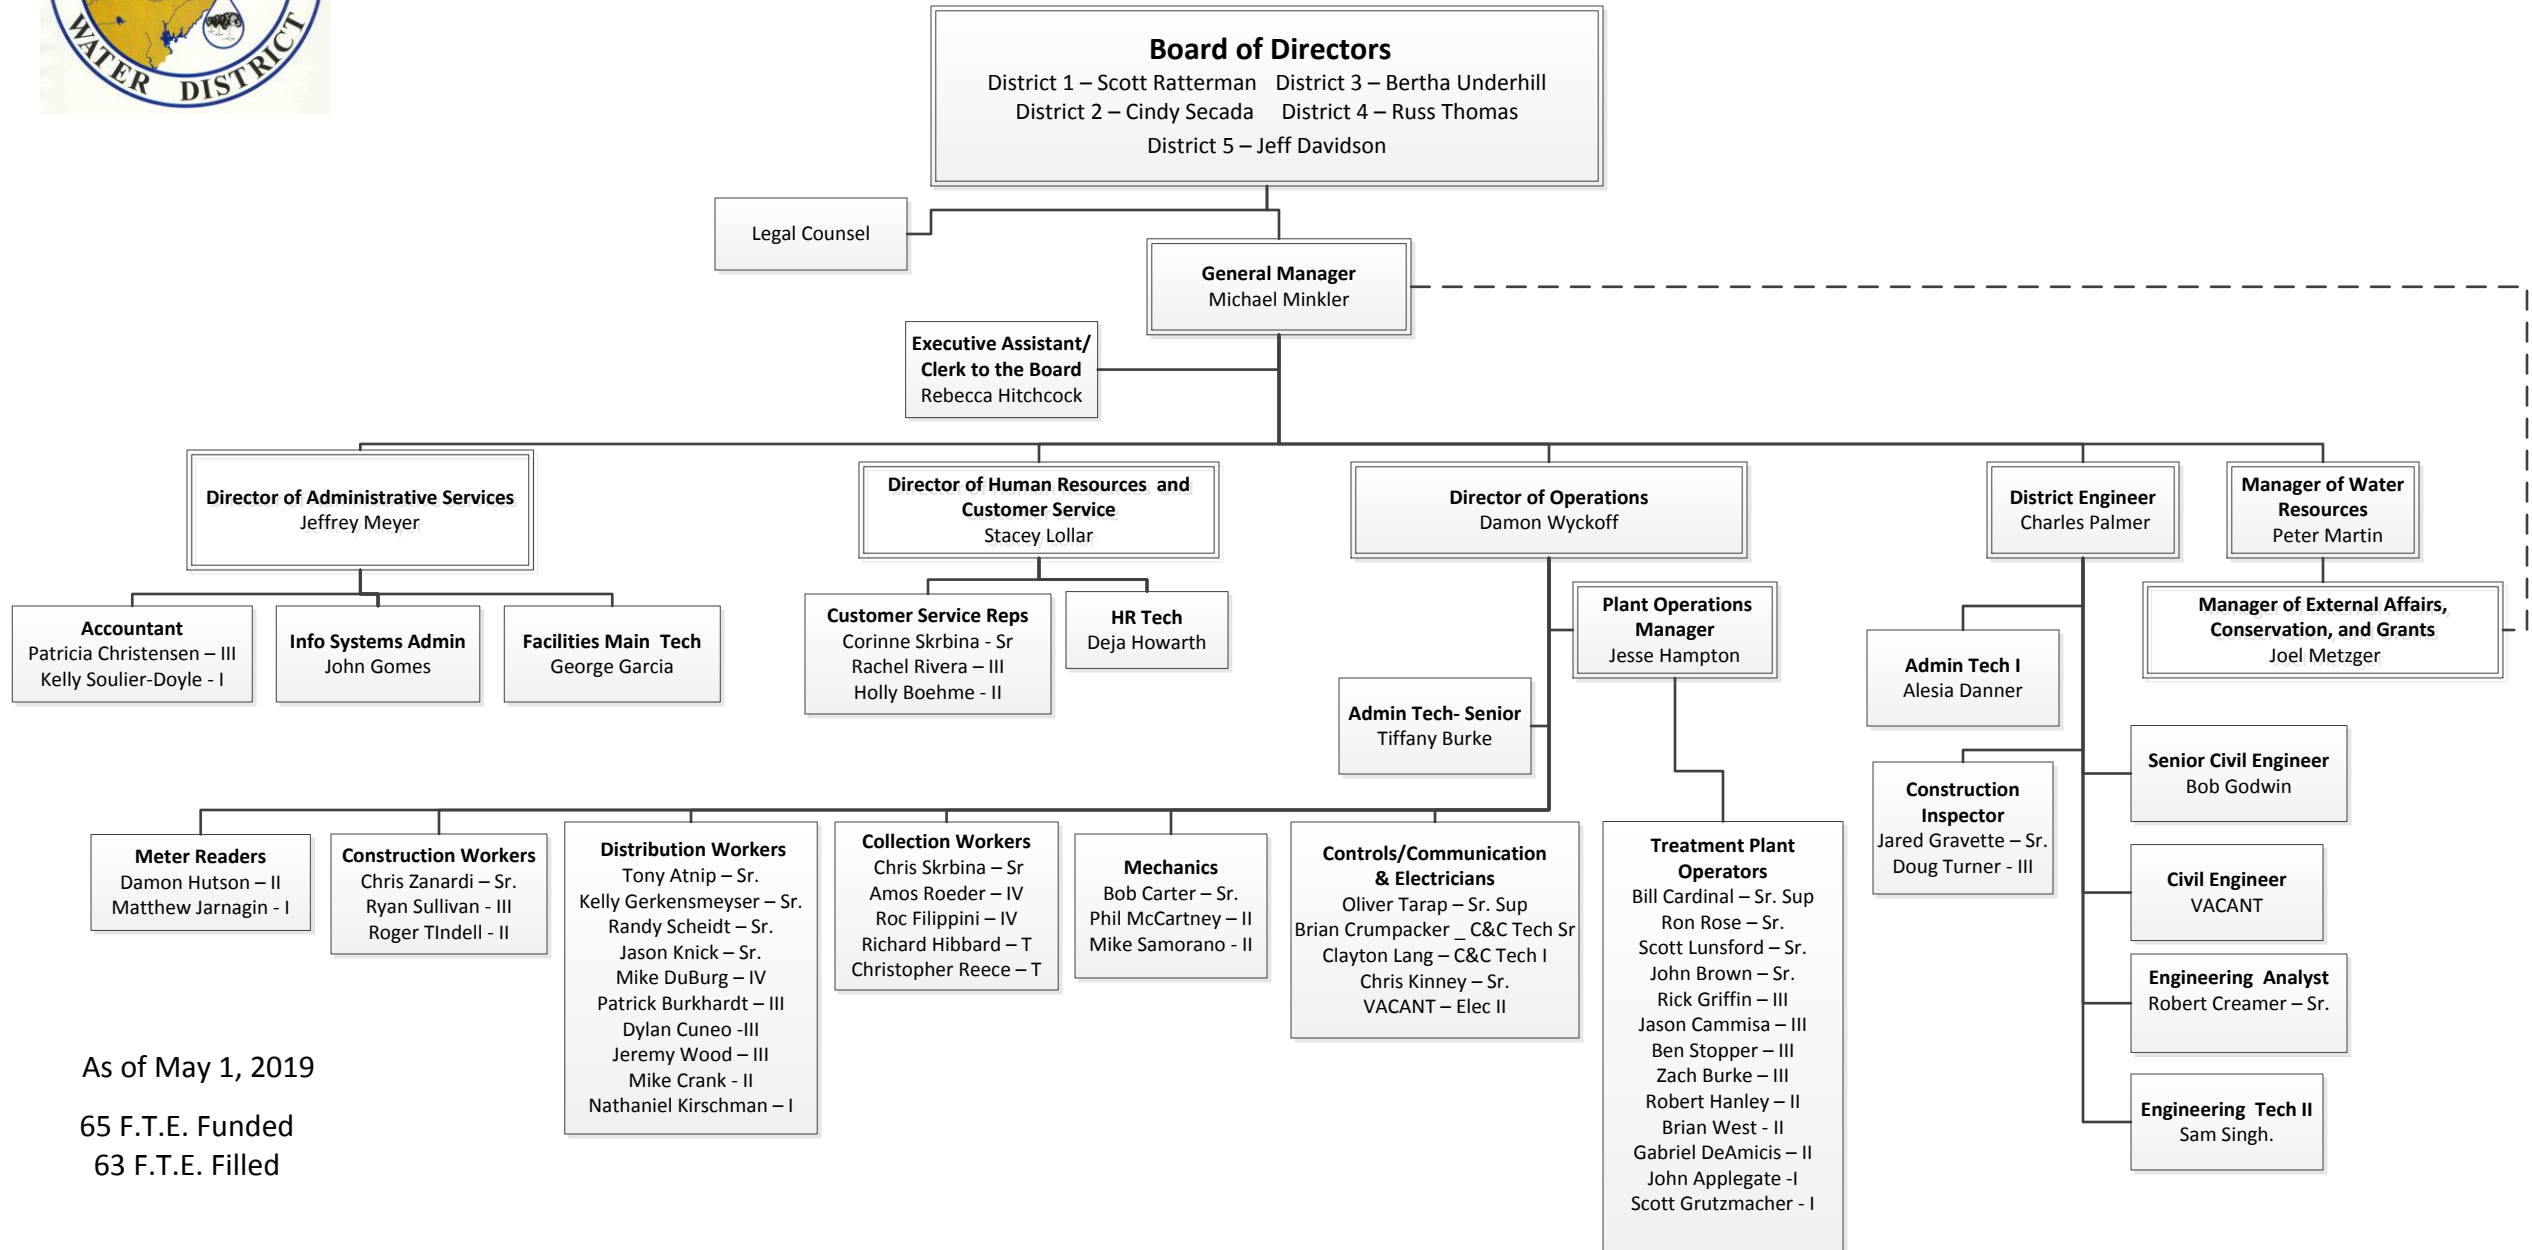 WATER DISTRICT
Board of Directors
District 1 – Scott Ratterman District 3 – Bertha Underhill
District 2 – Cindy Secada District 4 – Russ Thomas
District 5 – Jeff Davidson
Legal Counsel
General Manager
Michael Minkler
Executive Assistant/
Clerk to the Board
Rebecca Hitchcock
Director of Administrative Services
Jeffrey Meyer
Director of Human Resources and
Customer Service
Stacey Lollar
Director of Operations
Damon Wyckoff
District Engineer
Charles Palmer
Manager of Water
Resources
Peter Martin
Accountant
Patricia Christensen – III
Kelly Soulier-Doyle - I
Info Systems Admin
John Gomes
Facilities Main Tech
George Garcia
Customer Service Reps
Corinne Skrbina - Sr
Rachel Rivera – III
Holly Boehme - II
HR Tech
Deja Howarth
Plant Operations
Manager
Jesse Hampton
Admin Tech- Senior
Tiffany Burke
Admin Tech I
Alesia Danner
Manager of External Affairs,
Conservation, and Grants
Joel Metzger
Construction
Inspector
Jared Gravette – Sr.
Doug Turner - III
Senior Civil Engineer
Bob Godwin
Civil Engineer
VACANT
Engineering Analyst
Robert Creamer – Sr.
Engineering Tech II
Sam Singh.
Meter Readers
Damon Hutson – II
Matthew Jarnagin - I
Construction Workers
Chris Zanardi – Sr.
Ryan Sullivan - III
Roger TIndell - II
Distribution Workers
Tony Atnip – Sr.
Kelly Gerkensmeyser – Sr.
Randy Scheidt – Sr.
Jason Knick – Sr.
Mike DuBurg – IV
Patrick Burkhardt – III
Dylan Cuneo -III
Jeremy Wood – III
Mike Crank - II
Nathaniel Kirschman – I
Collection Workers
Chris Skrbina – Sr
Amos Roeder – IV
Roc Filippini – IV
Richard Hibbard – T
Christopher Reece – T
Mechanics
Bob Carter – Sr.
Phil McCartney – II
Mike Samorano - II
Controls/Communication
& Electricians
Oliver Tarap – Sr. Sup
Brian Crumpacker _ C&C Tech Sr
Clayton Lang – C&C Tech I
Chris Kinney – Sr.
VACANT – Elec II
Treatment Plant
Operators
Bill Cardinal – Sr. Sup
Ron Rose – Sr.
Scott Lunsford – Sr.
John Brown – Sr.
Rick Griffin – III
Jason Cammisa – III
Ben Stopper – III
Zach Burke – III
Robert Hanley – II
Brian West - II
Gabriel DeAmicis – II
John Applegate -I
Scott Grutzmacher - I
As of May 1, 2019
65 F.T.E. Funded
63 F.T.E. Filled